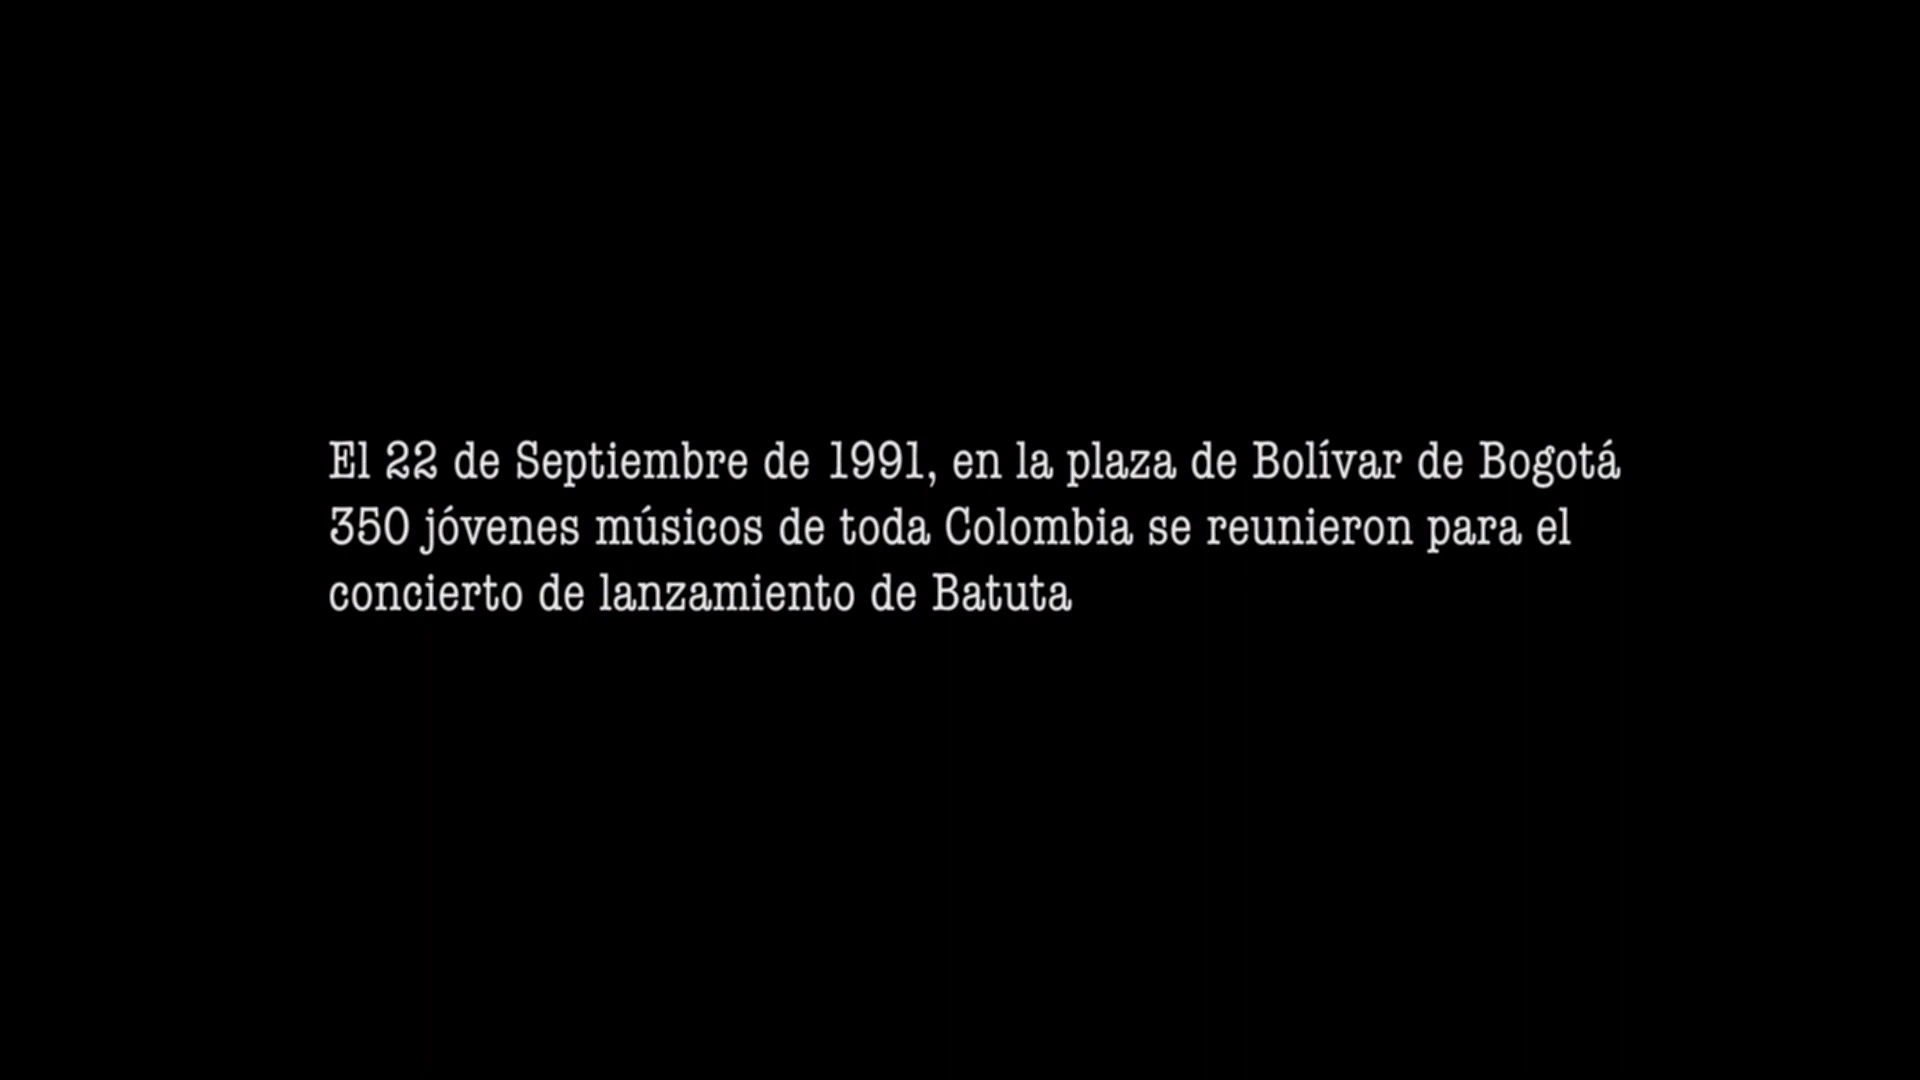 El 22 de Septiembre de 1991, en la plaza de Bolívar de Bogotá
350 jóvenes músicos de toda Colombia se reunieron para el
concierto de lanzamiento de Batuta